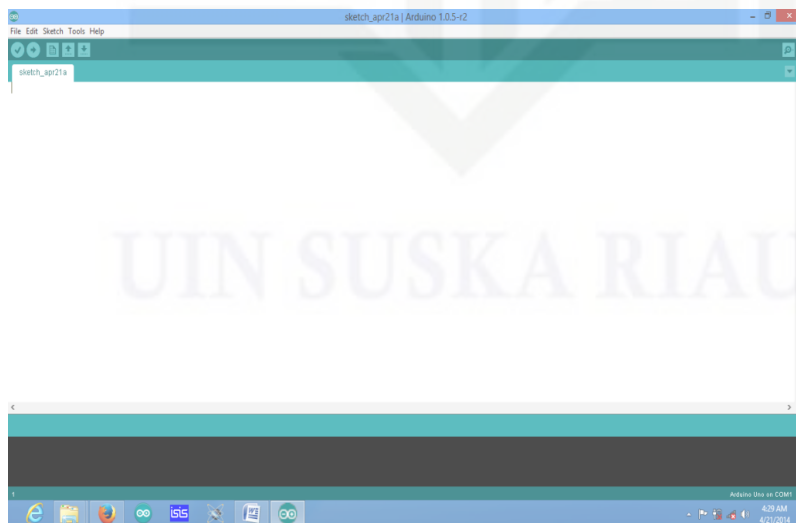 sketch_apr21a | Arduino 1.0.5-r2
File Edit Sketch Tools Help
sketch_apr21a
UIN SUSKA RIAU
1
Arduino Uno on COM1
isis
4:29 AM
4/21/2014